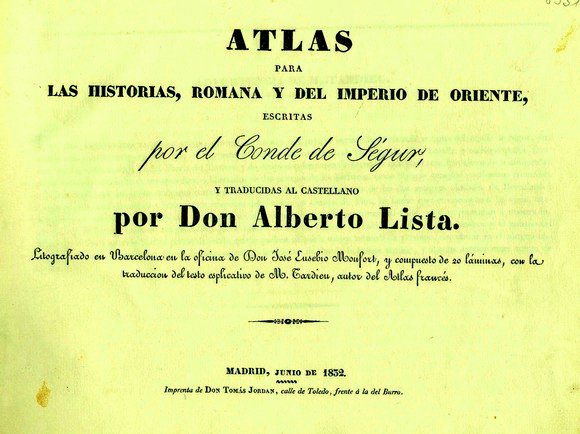 ATLAS
PARA
LAS HISTORIAS, ROMANA Y DEL IMPERIO DE ORIENTE,
ESCRITAS
por el Conde de Ségur,
Y TRADUCIDAS AL CASTELLANO
por Don Alberto Lista.
Litografiado en Barcelona en la oficina de Don José Eusebio Monfort, y compuesto de 20 láminas, con la
traduccion del testo esplicativo de M. Tardieu, autor del Atlas francés.
MADRID, JUNIO DE 1832.
Imprenta de DON TOMÁS JORDAN, calle de Toledo, frente á la del Burro.